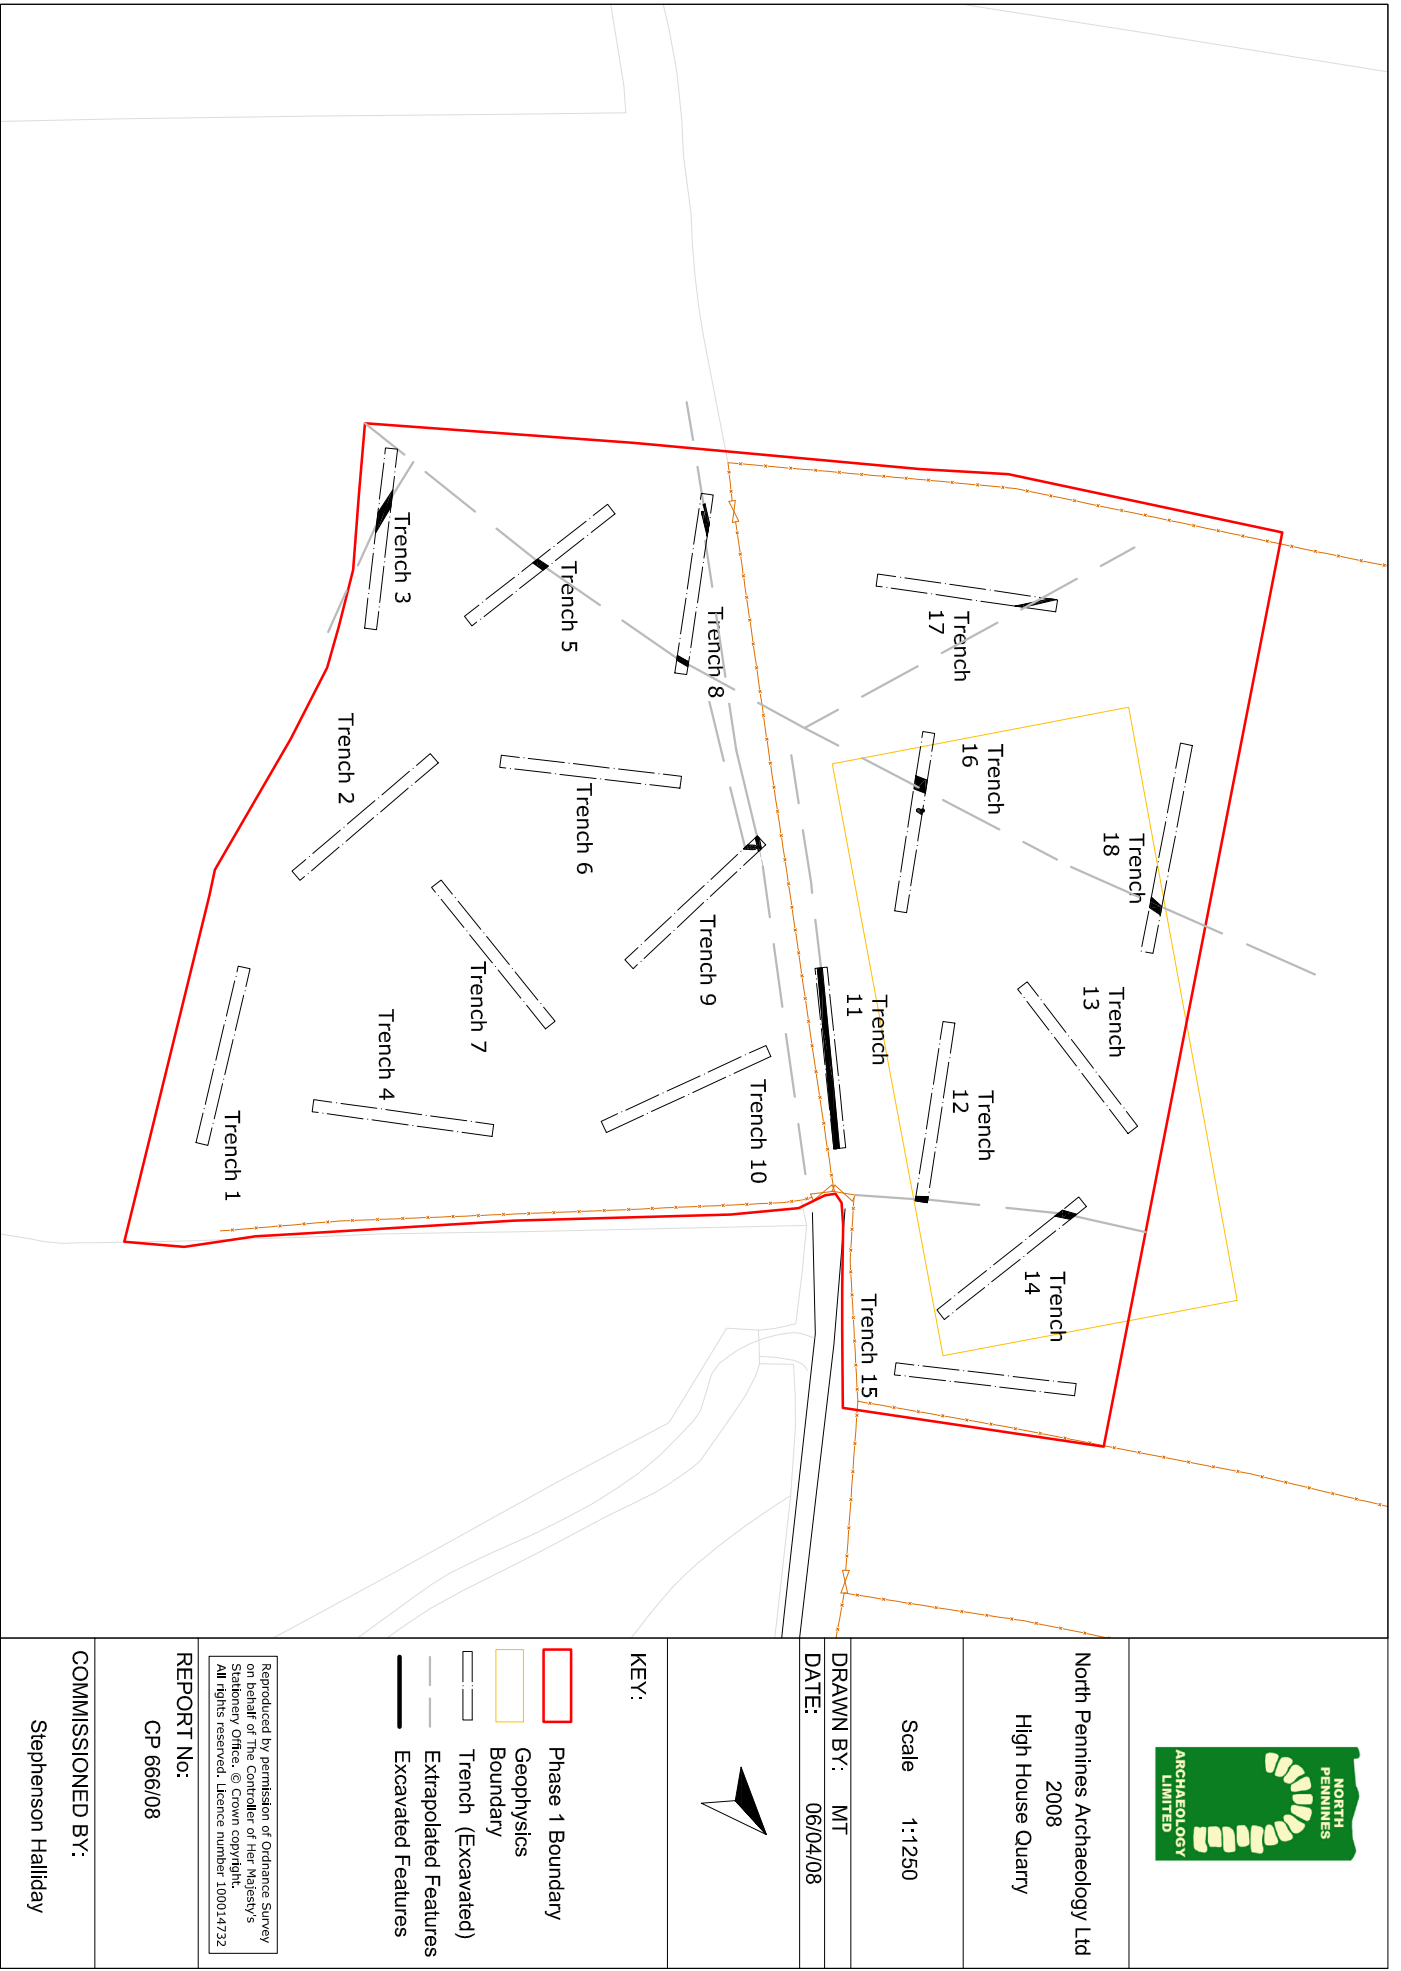 Trench 3
Trench 5
Trench 8
Trench
17
Trench 2
Trench 6
Trench
16
Trench
18
Trench 7
Trench 9
Trench
11
Trench
13
Trench 4
Trench 10
Trench
12
Trench 1
Trench
14
Trench 15
NORTH
PENNINES
ARCHAEOLOGY
LIMITED
North Pennines Archaeology Ltd
2008
High House Quarry
Scale 1:1250
DRAWN BY: MT
DATE: 06/04/08
KEY:
Phase 1 Boundary
Geophysics
Boundary
Trench (Excavated)
Extrapolated Features
Excavated Features
Reproduced by permission of Ordnance Survey
on behalf of The Controller of Her Majesty's
Stationery Office. © Crown copyright.
All rights reserved. Licence number 100014732
REPORT No:
CP 666/08
COMMISSIONED BY:
Stephenson Halliday